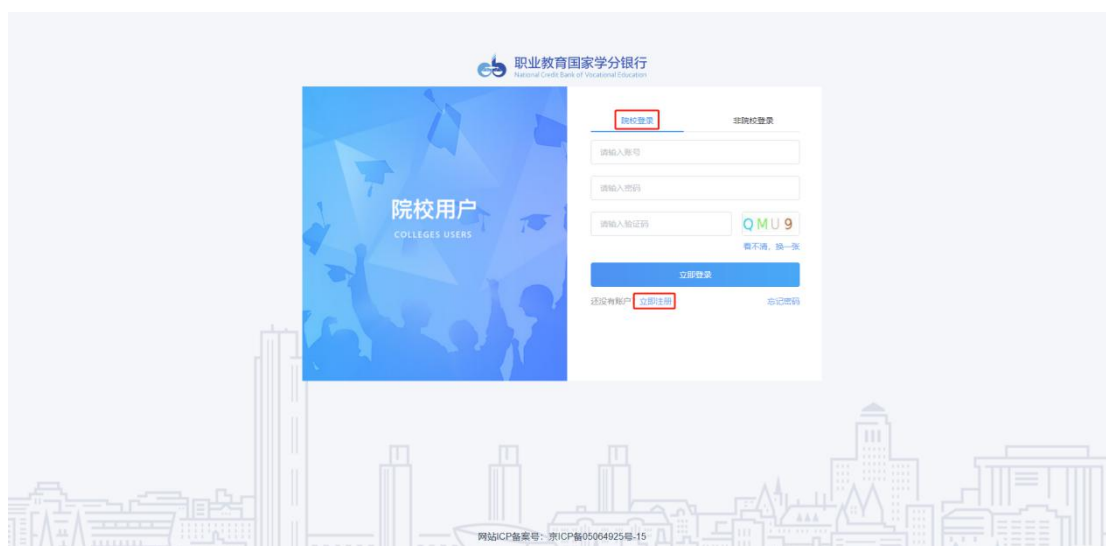 职业教育国家学分银行
National Credit Bank of Vocational Education
院校登录 非院校登录
请输入账号
请输入密码
院校用户
COLLEGES USERS
请输入验证码 QMU9
看不清，换一张
立即登录
还没有账户 立即注册 忘记密码
网站ICP备案号：京ICP备05064925号-15